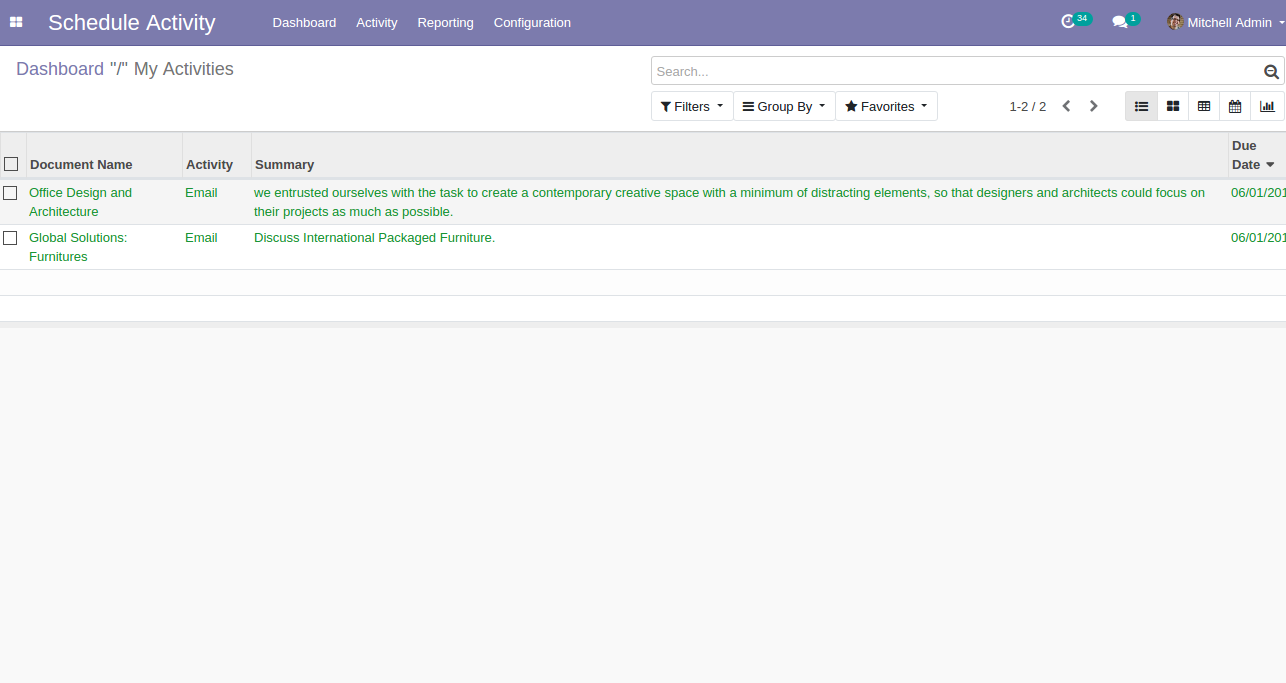 Schedule Activity Dashboard Activity Reporting Configuration 34 1 Mitchell Admin
Dashboard "/" My Activities
Search...
Filters Group By Favorites 1-2 / 2
Document Name Activity Summary Due Date
Office Design and Email we entrusted ourselves with the task to create a contemporary creative space with a minimum of distracting elements, so that designers and architects could focus on 06/01/201
Architecture their projects as much as possible.
Global Solutions: Email Discuss International Packaged Furniture. 06/01/201
Furnitures